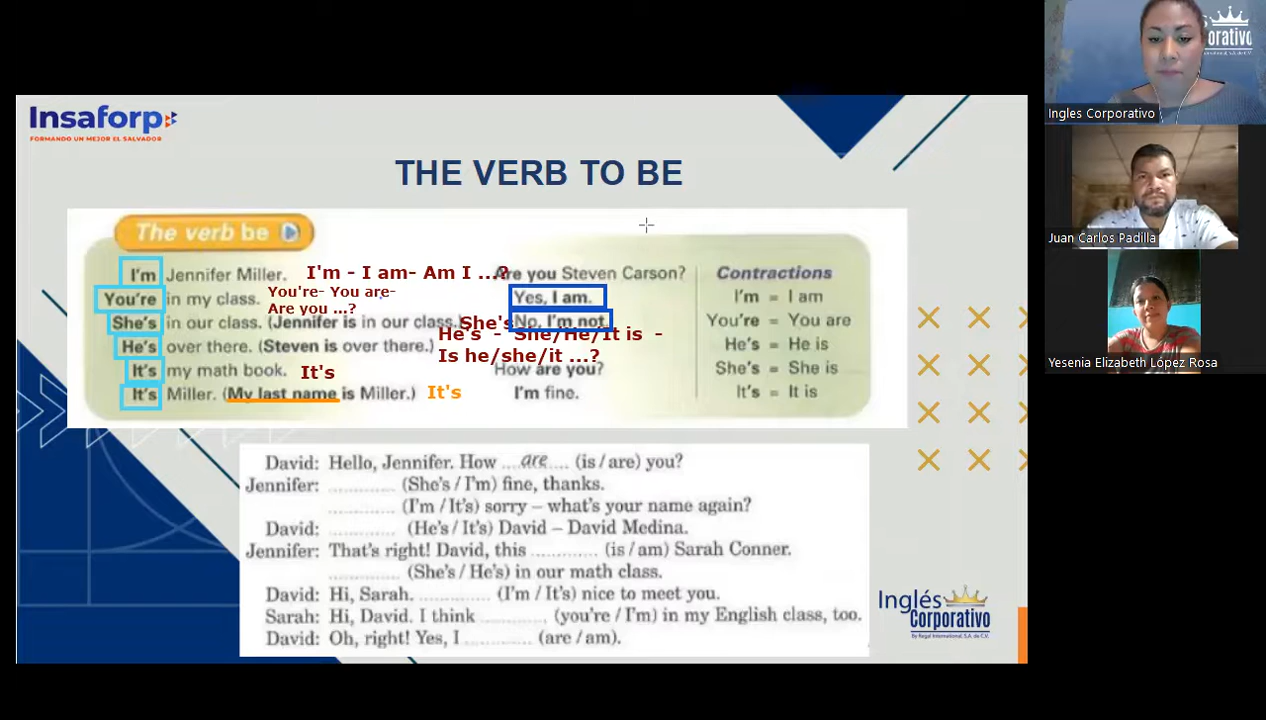 Insaforp
FORMANDO UN MEJOR EL SALVADOR
THE VERB TO BE
The verb be
I'm Jennifer Miller.
I'm - I am- Am I ...?
You're in my class.
You're- You are-
Are you ...?
She's in our class. (Jennifer is in our class.)
She's
He's over there. (Steven is over there.)
He's - She/He/It is -
Is he/she/it ...?
It's my math book.
It's
It's Miller. (My last name is Miller.)
It's
Are you Steven Carson?
Yes, I am.
No, I'm not.
How are you?
I'm fine.
Contractions
I'm = I am
You're = You are
He's = He is
She's = She is
It's = It is
David: Hello, Jennifer. How ....are.... (is / are) you?
Jennifer: ............. (She's / I'm) fine, thanks.
............. (I'm / It's) sorry – what's your name again?
David: ............. (He's / It's) David – David Medina.
Jennifer: That's right! David, this ............. (is / am) Sarah Conner.
............. (She's / He's) in our math class.
David: Hi, Sarah. ............. (I'm / It's) nice to meet you.
Sarah: Hi, David. I think ............. (you're / I'm) in my English class, too.
David: Oh, right! Yes, I ............. (are / am).
Inglés
Corporativo
By Regal International, S.A. de C.V.
orporativo
Ingles Corporativo
Juan Carlos Padilla
Yesenia Elizabeth López Rosa